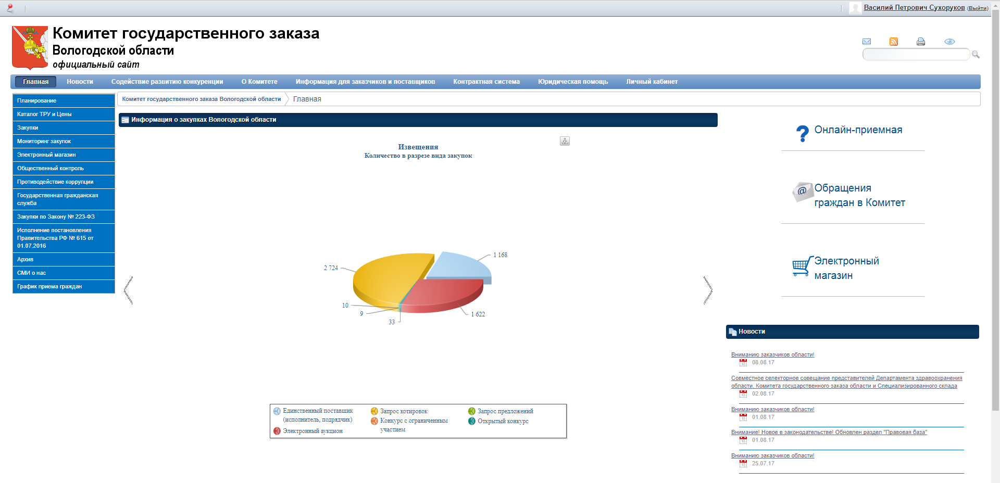 Василий Петрович Сухоруков (Выйти)
Комитет государственного заказа
Вологодской области
официальный сайт
Главная Новости Содействие развитию конкуренции О Комитете Информация для заказчиков и поставщиков Контрактная система Юридическая помощь Личный кабинет
Планирование
Каталог ТРУ и Цены
Закупки
Мониторинг закупок
Электронный магазин
Общественный контроль
Противодействие коррупции
Государственная гражданская
служба
Закупки по Закону № 223-ФЗ
Исполнение постановления
Правительства РФ № 615 от
01.07.2016
Архив
СМИ о нас
График приема граждан
Комитет государственного заказа Вологодской области Главная
Информация о закупках Вологодской области
Извещения
Количество в разрезе вида закупок
1 168
2 724
10
9
33
1 622
Единственный поставщик
(исполнитель, подрядчик)
Электронный аукцион
Запрос котировок
Конкурс с ограниченным
участием
Запрос предложений
Открытый конкурс
Онлайн-приемная
Обращения
граждан в Комитет
Электронный
магазин
Новости
Вниманию заказчиков области!
08.08.17
Совместное селекторное совещание представителей Департамента здравоохранения
области, Комитета государственного заказа области и Специализированного склада
02.08.17
Вниманию заказчиков области!
01.08.17
Внимание! Новое в законодательстве! Обновлен раздел "Правовая база"
01.08.17
Вниманию заказчиков области!
25.07.17